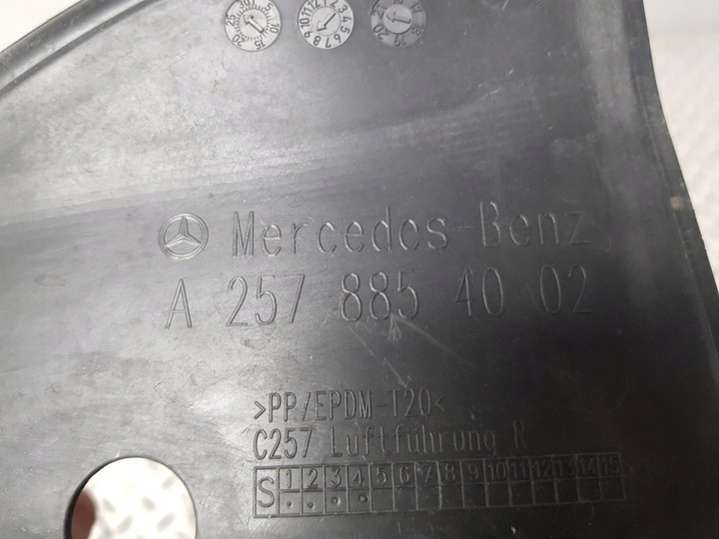 Mercedes-Benz
A 257 885 40 02
>PP/EPDM-T20<
C257 Luftführung R
S 1 2 3 4 5 6 7 8 9 10 11 12 13 14 15